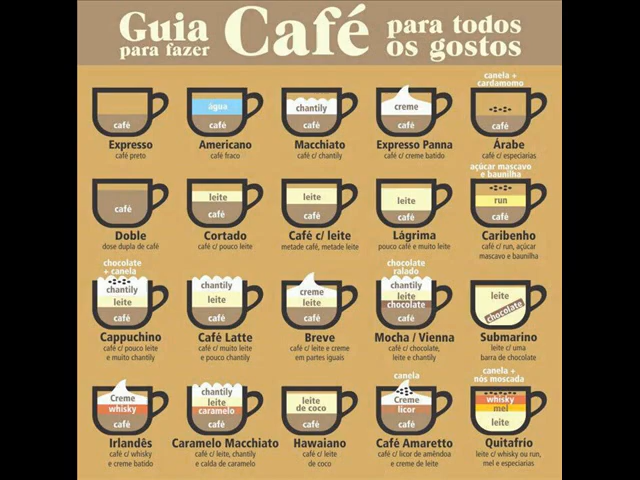 Guia
para fazer
Café
para todos
os gostos
café
Expresso
café preto
água
café
Americano
café fraco
chantily
café
Macchiato
café c/ chantily
creme
café
Expresso Panna
café c/ creme batido
canela +
cardamomo
café
Árabe
café c/ especiarias
café
Doble
dose dupla de café
leite
café
Cortado
café c/ pouco leite
leite
café
Café c/ leite
metade café, metade leite
leite
café
Lágrima
pouco café e muito leite
açúcar mascavo
e baunilha
run
café
Caribenho
café c/ run, açúcar
mascavo e baunilha
chocolate
+ canela
chantily
leite
café
Cappuchino
café c/ pouco leite
e muito chantily
chantily
leite
café
Café Latte
café c/ muito leite
e pouco chantily
creme
leite
café
Breve
café c/ leite e creme
em partes iguais
chocolate
ralado
chantily
leite
chocolate
café
Mocha / Vienna
café c/ chocolate,
leite e chantily
leite
chocolate
Submarino
leite c/ uma
barra de chocolate
Creme
whisky
café
Irlandês
café c/ whisky
e creme batido
chantily
leite
caramelo
café
Caramelo Macchiato
café c/ leite, chantily
e calda de caramelo
leite
de coco
café
Hawaiano
café c/ leite
de coco
canela
Creme
licor
café
Café Amaretto
café c/ licor de amêndoa
e creme de leite
canela +
nós moscada
whisky
mel
leite
Quitafrío
leite c/ whisky ou run,
mel e especiarias